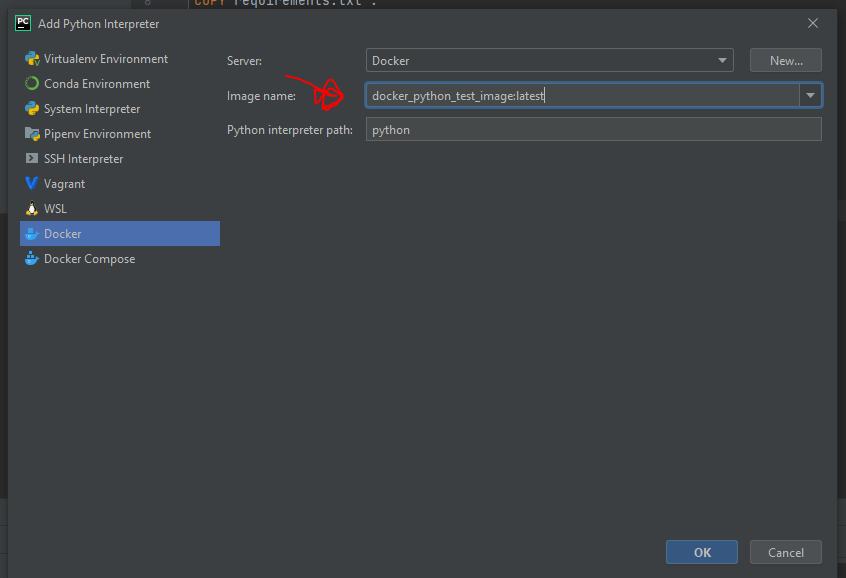 COPY requirements.txt .
PC Add Python Interpreter
Virtualenv Environment
Conda Environment
System Interpreter
Pipenv Environment
SSH Interpreter
Vagrant
WSL
Docker
Docker Compose
Server: Docker New...
Image name: docker_python_test_image:latest
Python interpreter path: python
OK Cancel